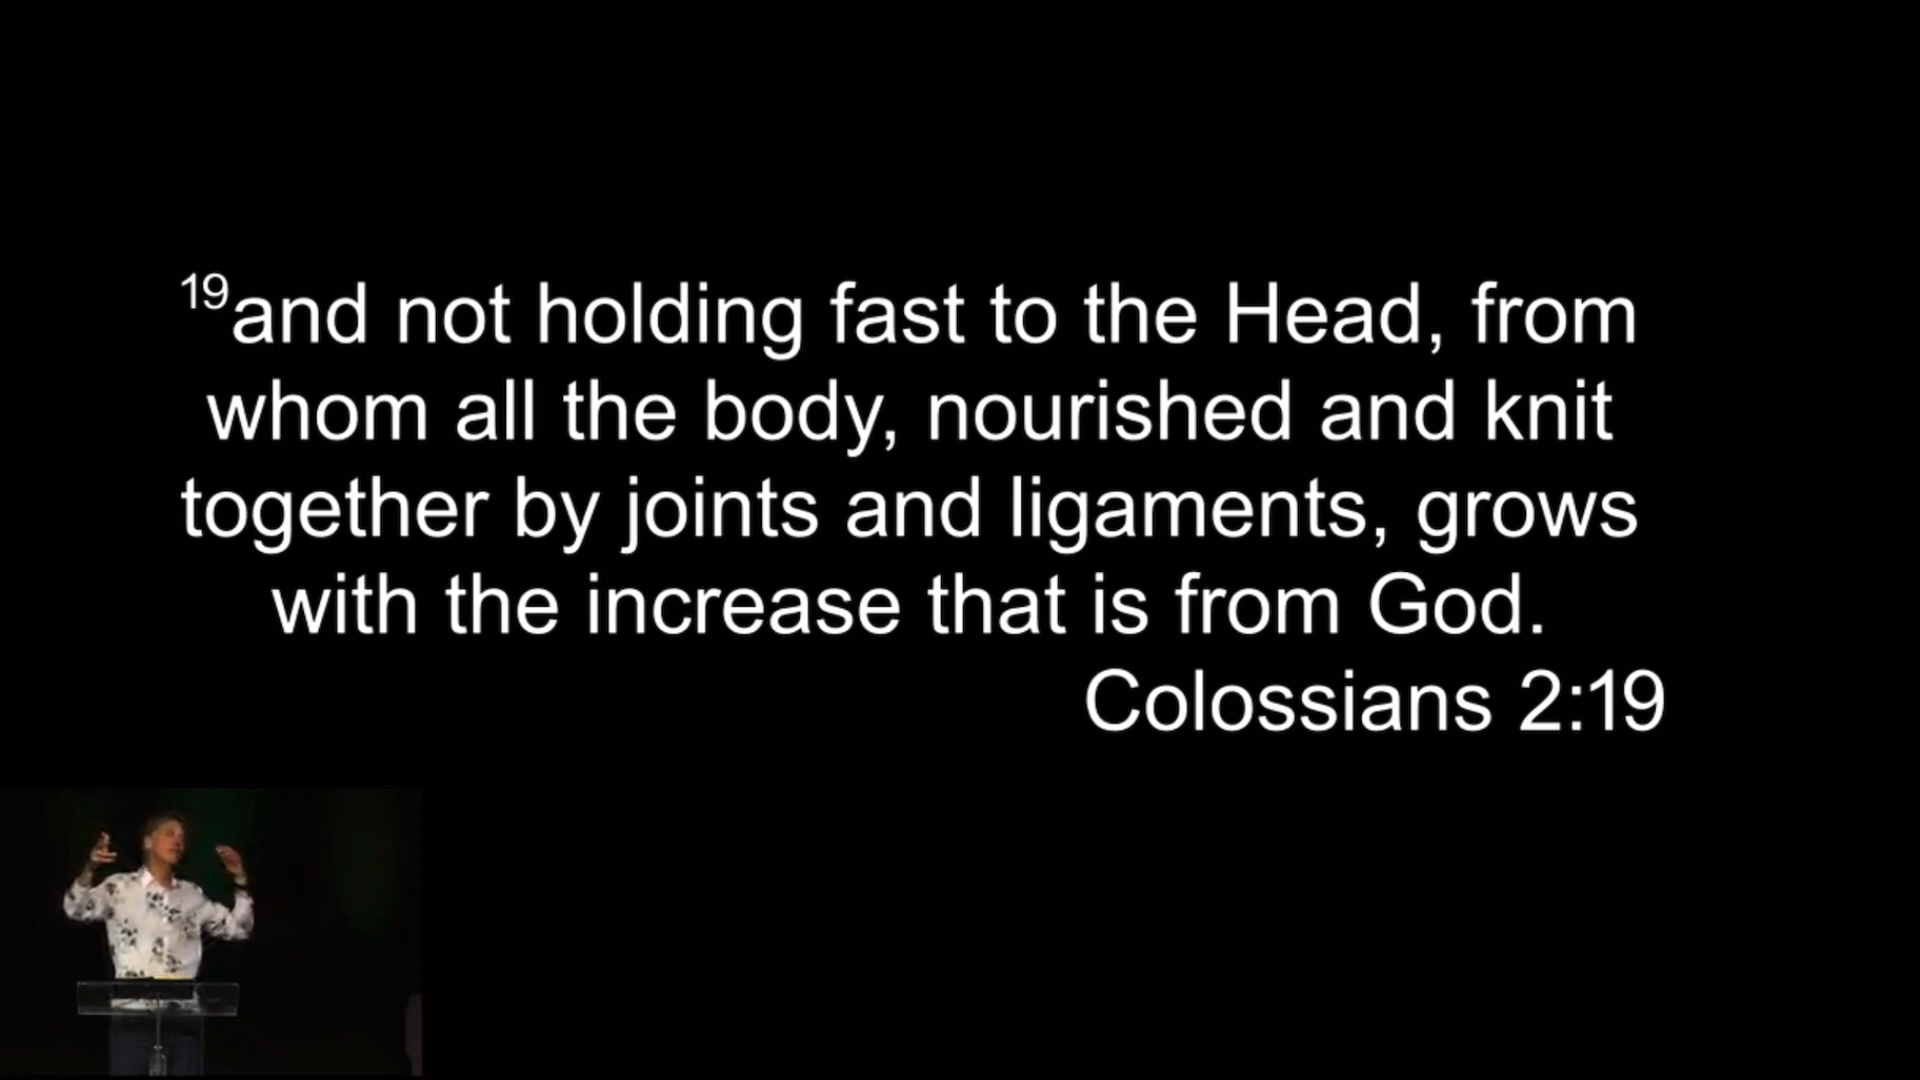 19and not holding fast to the Head, from
whom all the body, nourished and knit
together by joints and ligaments, grows
with the increase that is from God.
Colossians 2:19